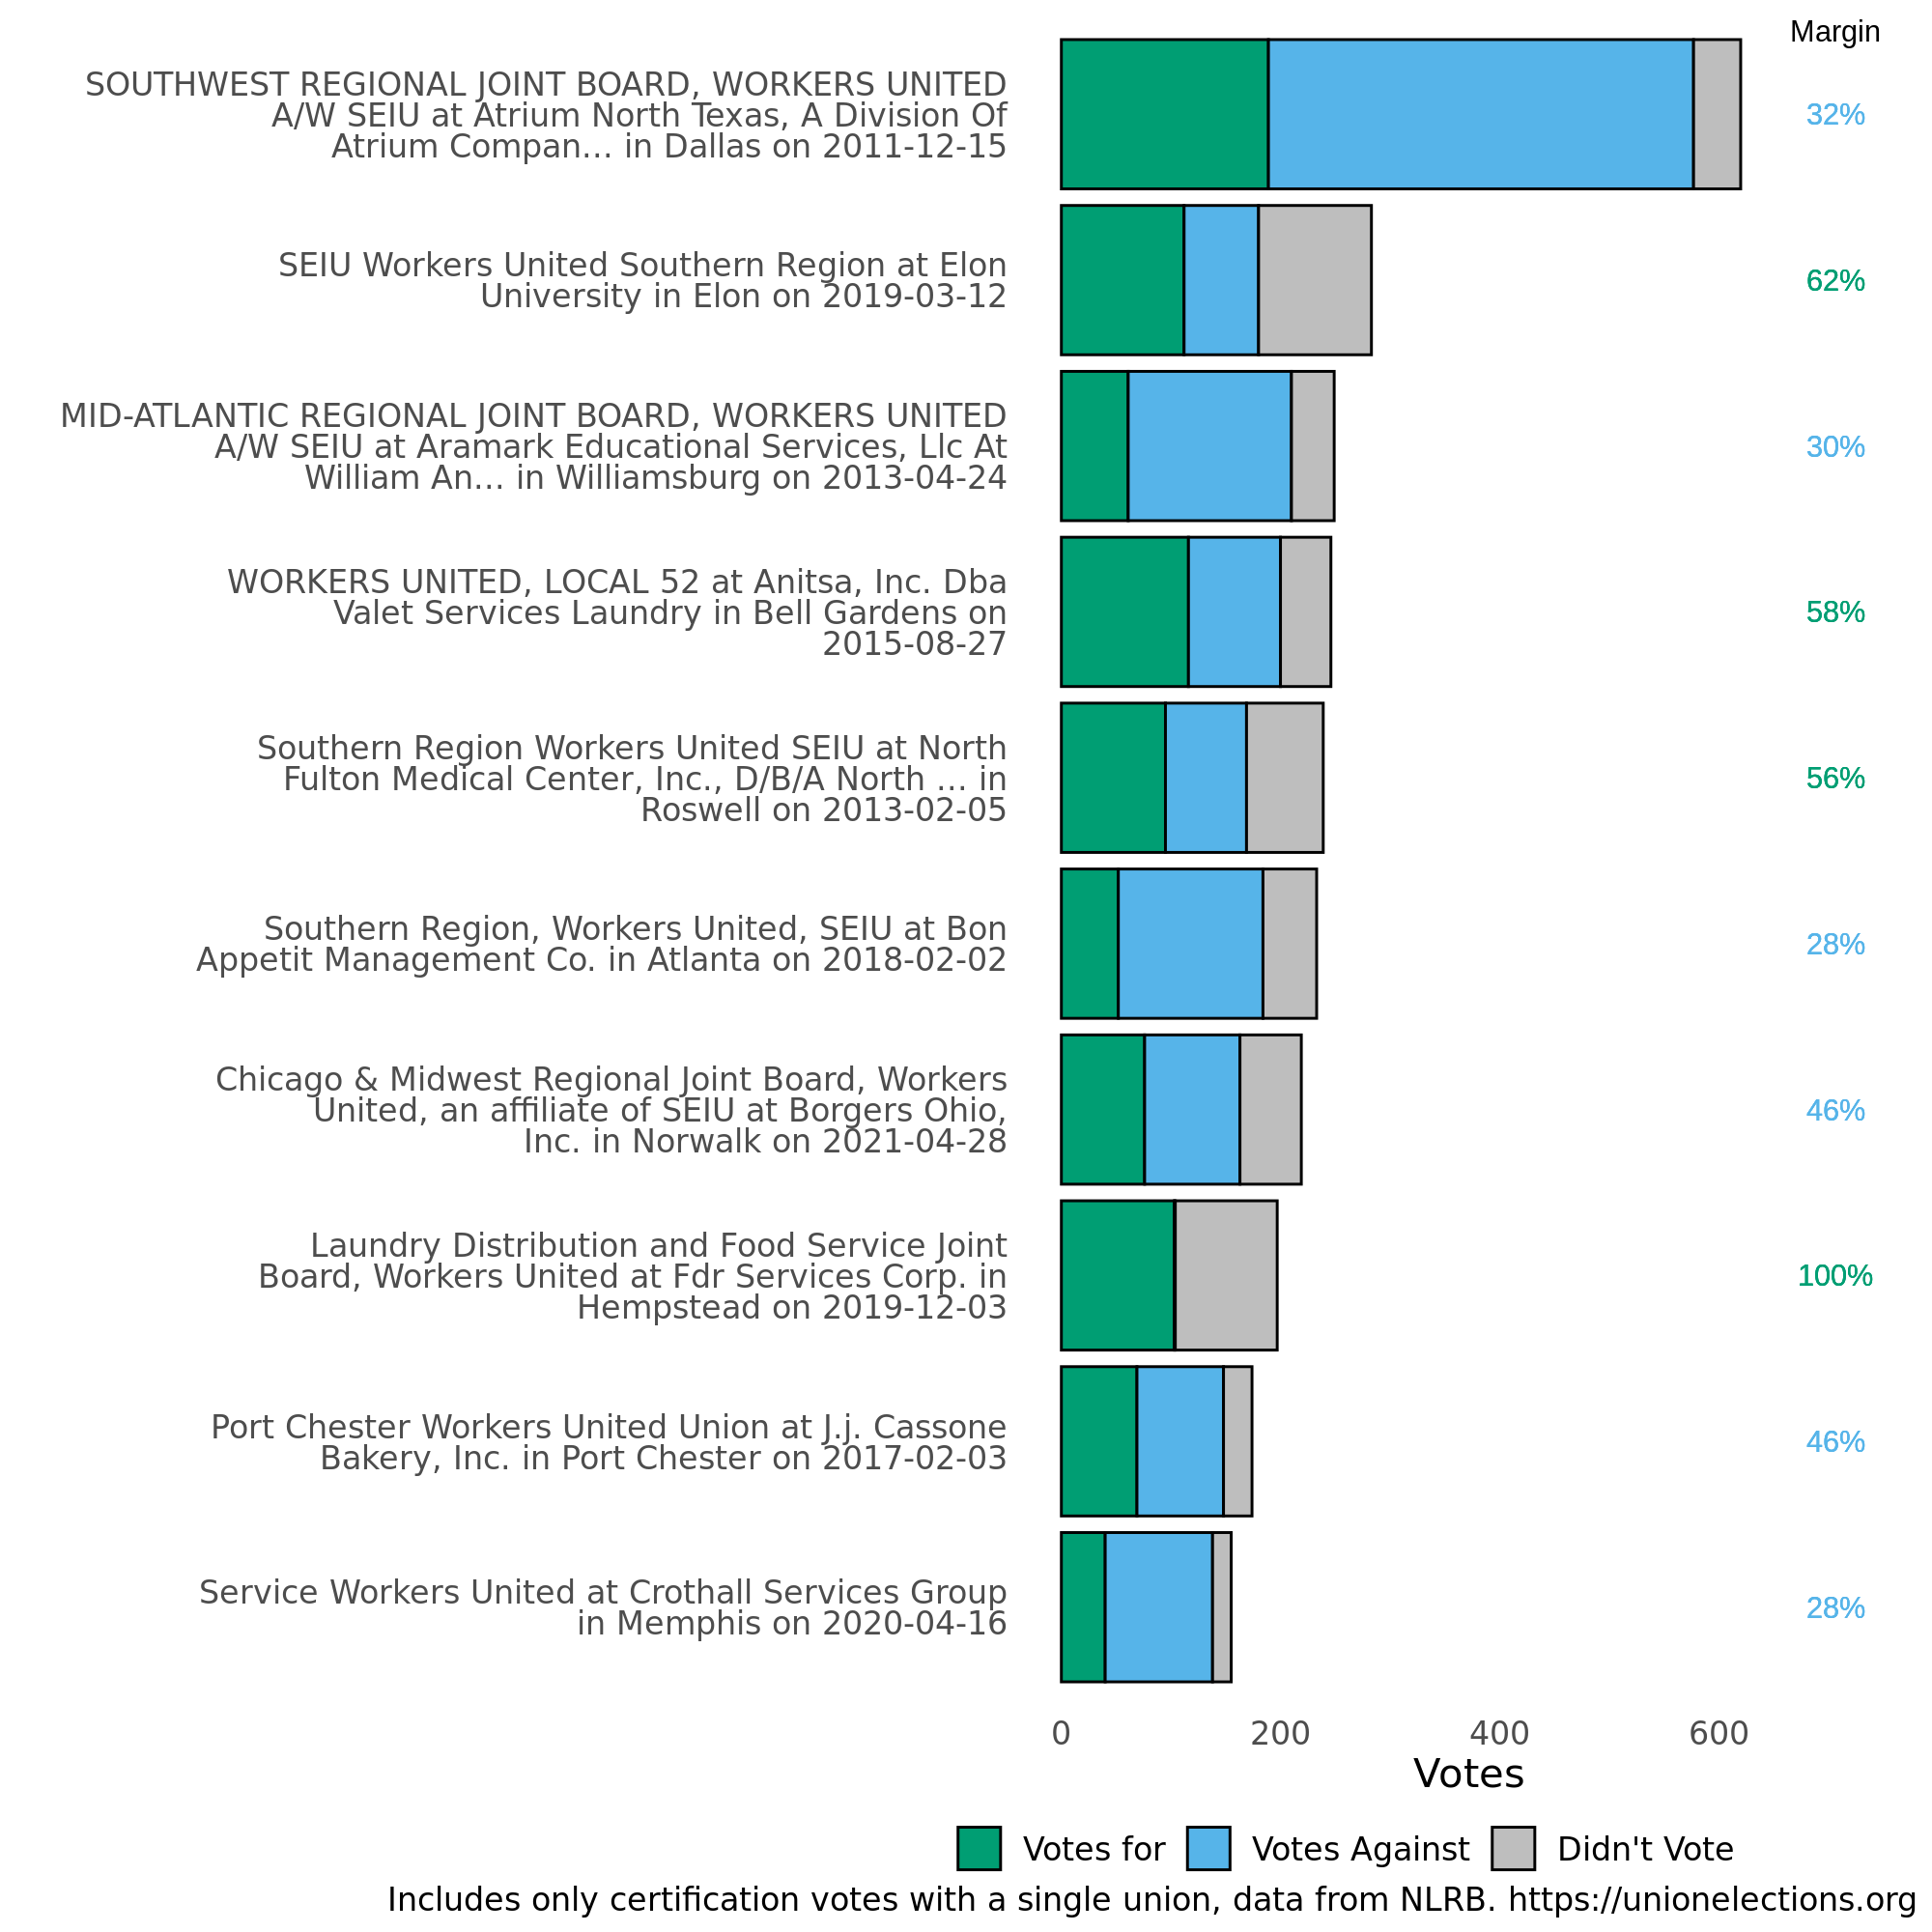 Margin
SOUTHWEST REGIONAL JOINT BOARD, WORKERS UNITED
A/W SEIU at Atrium North Texas, A Division Of
Atrium Compan... in Dallas on 2011-12-15
32%
SEIU Workers United Southern Region at Elon
University in Elon on 2019-03-12
62%
MID-ATLANTIC REGIONAL JOINT BOARD, WORKERS UNITED
A/W SEIU at Aramark Educational Services, Llc At
William An... in Williamsburg on 2013-04-24
30%
WORKERS UNITED, LOCAL 52 at Anitsa, Inc. Dba
Valet Services Laundry in Bell Gardens on
2015-08-27
58%
Southern Region Workers United SEIU at North
Fulton Medical Center, Inc., D/B/A North ... in
Roswell on 2013-02-05
56%
Southern Region, Workers United, SEIU at Bon
Appetit Management Co. in Atlanta on 2018-02-02
28%
Chicago & Midwest Regional Joint Board, Workers
United, an affiliate of SEIU at Borgers Ohio,
Inc. in Norwalk on 2021-04-28
46%
Laundry Distribution and Food Service Joint
Board, Workers United at Fdr Services Corp. in
Hempstead on 2019-12-03
100%
Port Chester Workers United Union at J.j. Cassone
Bakery, Inc. in Port Chester on 2017-02-03
46%
Service Workers United at Crothall Services Group
in Memphis on 2020-04-16
28%
0 200 400 600
Votes
Votes for Votes Against Didn't Vote
Includes only certification votes with a single union, data from NLRB. https://unionelections.org